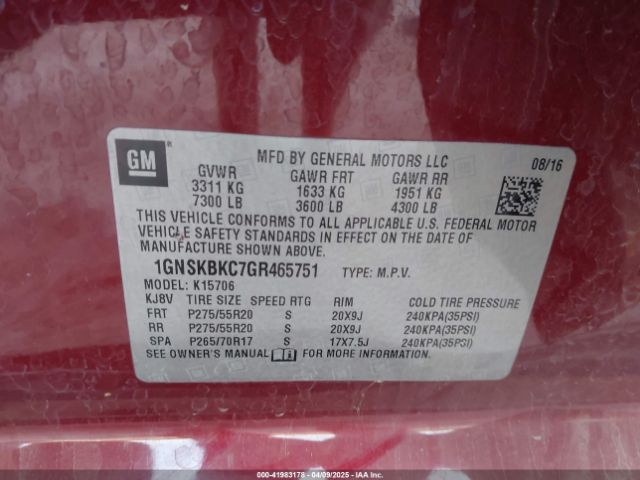 GM®
MFD BY GENERAL MOTORS LLC
08/16
GVWR GAWR FRT GAWR RR
3311 KG 1633 KG 1951 KG
7300 LB 3600 LB 4300 LB
THIS VEHICLE CONFORMS TO ALL APPLICABLE U.S. FEDERAL MOTOR
VEHICLE SAFETY STANDARDS IN EFFECT ON THE DATE OF
MANUFACTURE SHOWN ABOVE.
1GNSKBKC7GR465751 TYPE: M.P.V.
MODEL: K15706
KJ8V TIRE SIZE SPEED RTG RIM COLD TIRE PRESSURE
FRT P275/55R20 S 20X9J 240KPA(35PSI)
RR P275/55R20 S 20X9J 240KPA(35PSI)
SPA P265/70R17 S 17X7.5J 240KPA(35PSI)
SEE OWNER'S MANUAL FOR MORE INFORMATION
000-41983178 - 04/09/2025 - IAAI.COM